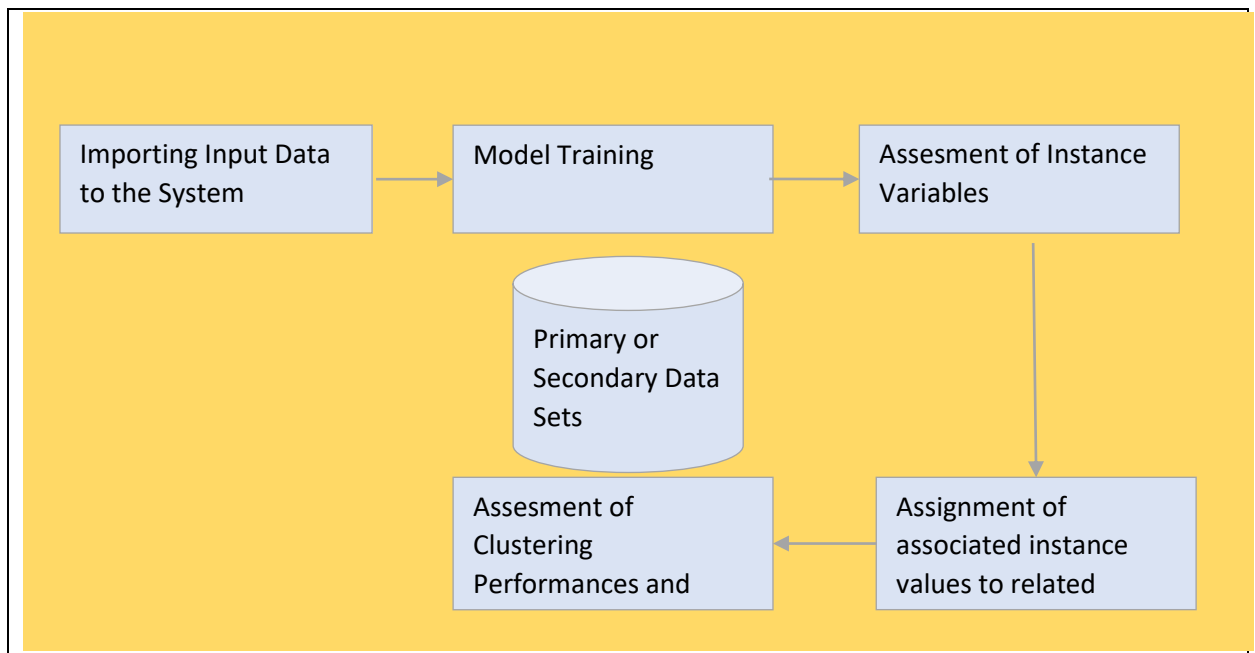 Importing Input Data
to the System
Model Training
Assesment of Instance
Variables
Primary or
Secondary Data
Sets
Assesment of
Clustering
Performances and
Assignment of
associated instance
values to related